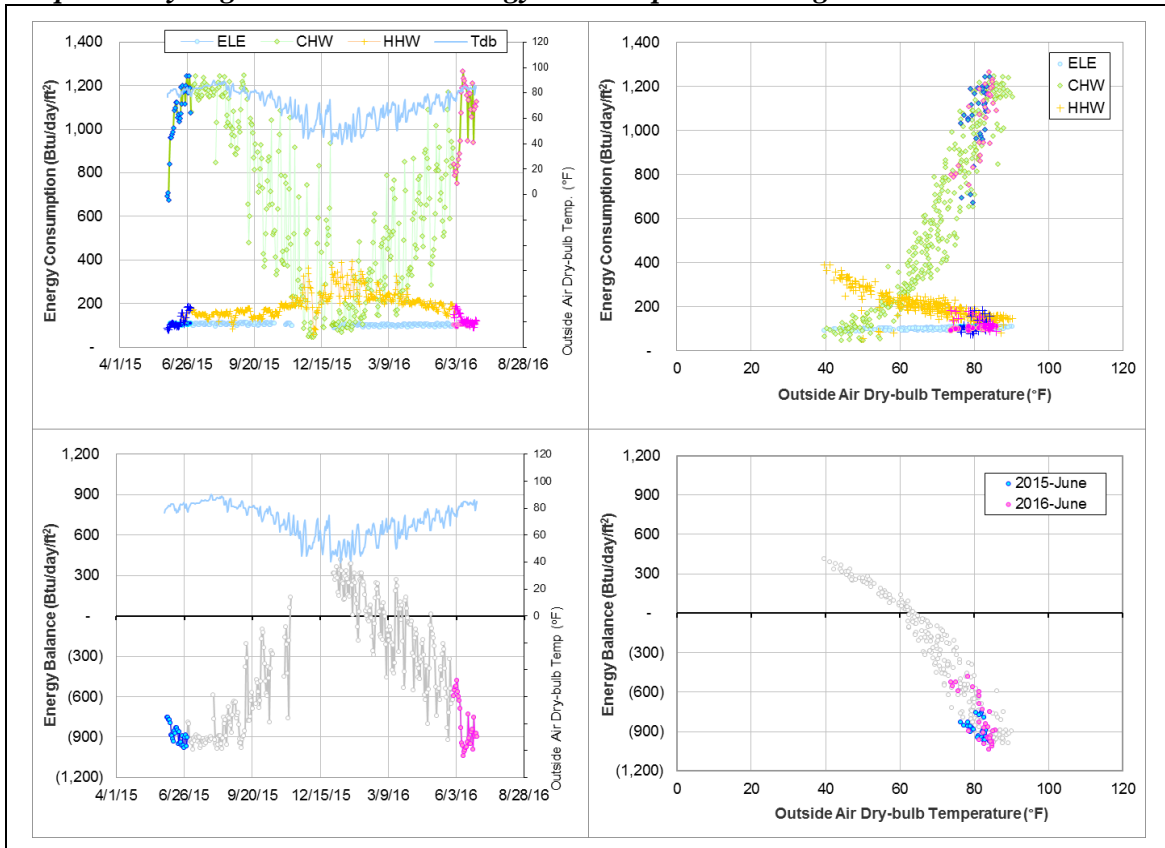 1,400
1,200
1,000
800
600
400
200
-
Energy Consumption (Btu/day/ft²)
ELE CHW HHW Tdb
120
100
80
60
40
20
0
Outside Air Dry-bulb Temp. (°F)
4/1/15 6/26/15 9/20/15 12/15/15 3/9/16 6/3/16 8/28/16
1,400
1,200
1,000
800
600
400
200
-
Energy Consumption (Btu/day/ft²)
ELE
CHW
HHW
0 20 40 60 80 100 120
Outside Air Dry-bulb Temperature (°F)
1,200
900
600
300
-
(300)
(600)
(900)
(1,200)
Energy Balance (Btu/day/ft²)
120
100
80
60
40
20
0
Outside Air Dry-bulb Temp (°F)
4/1/15 6/26/15 9/20/15 12/15/15 3/9/16 6/3/16 8/28/16
1,200
900
600
300
-
(300)
(600)
(900)
(1,200)
Energy Balance (Btu/day/ft²)
2015-June
2016-June
0 20 40 60 80 100 120
Outside Air Dry-bulb Temperature (°F)